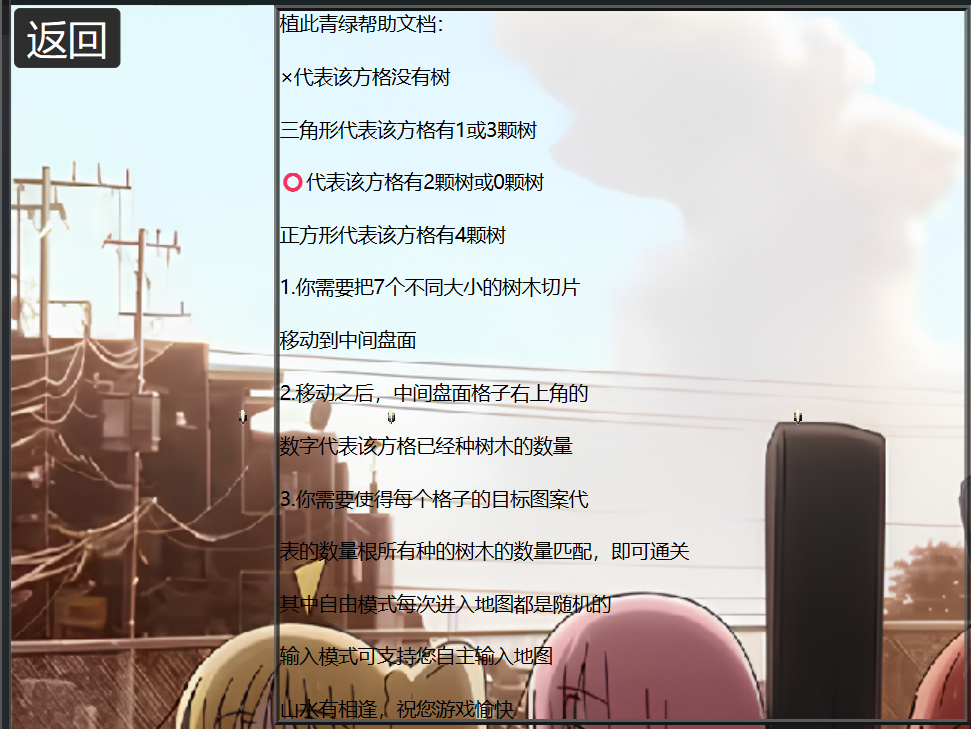 返回
植此青绿帮助文档：
×代表该方格没有树
三角形代表该方格有1或3颗树
⭕代表该方格有2颗树或0颗树
正方形代表该方格有4颗树
1.你需要把7个不同大小的树木切片
移动到中间盘面
2.移动之后，中间盘面格子右上角的
数字代表该方格已经种树木的数量
3.你需要使得每个格子的目标图案代
表的数量根所有种的树木的数量匹配，即可通关
其中自由模式每次进入地图都是随机的
输入模式可支持您自主输入地图
山水有相逢，祝您游戏愉快